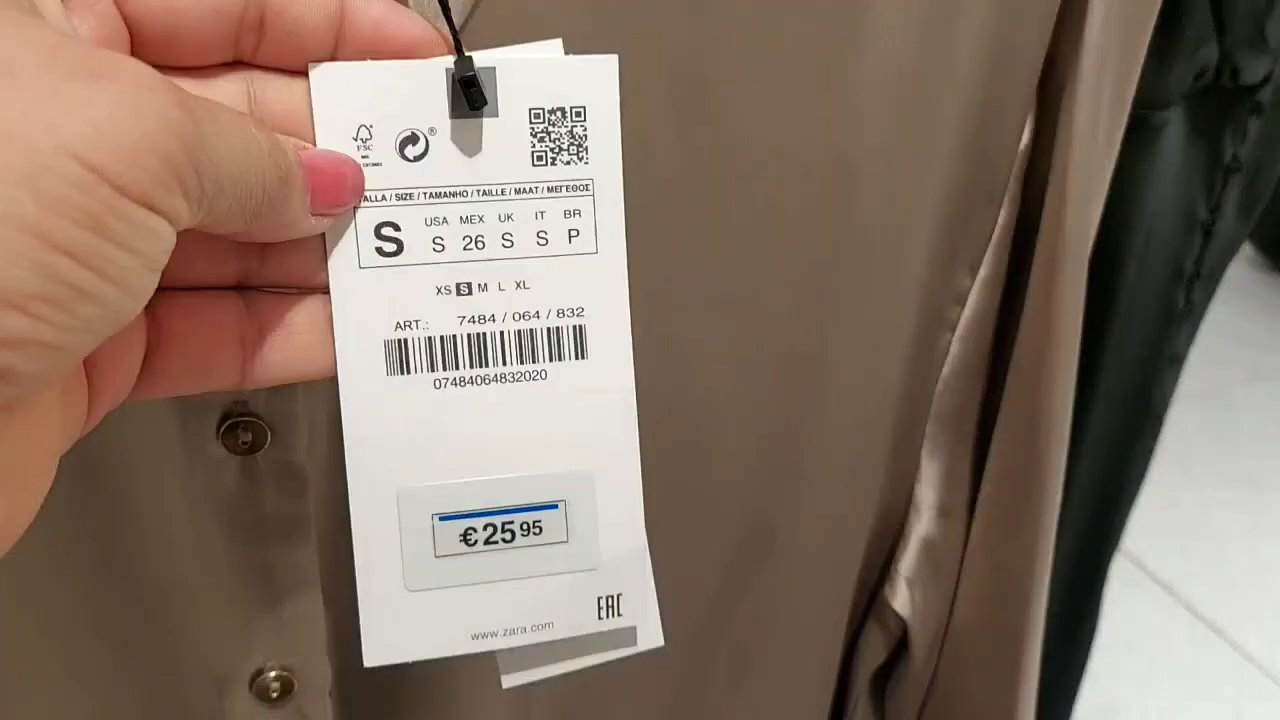 FSC
®
TALLA / SIZE / TAMANHO / TAILLE / MAAT / ΜΕΓΕΘΟΣ
S
USA MEX UK IT BR
S 26 S S P
XS S M L XL
ART.: 7484 / 064 / 832
07484064832020
€25 95
EAC
www.zara.com